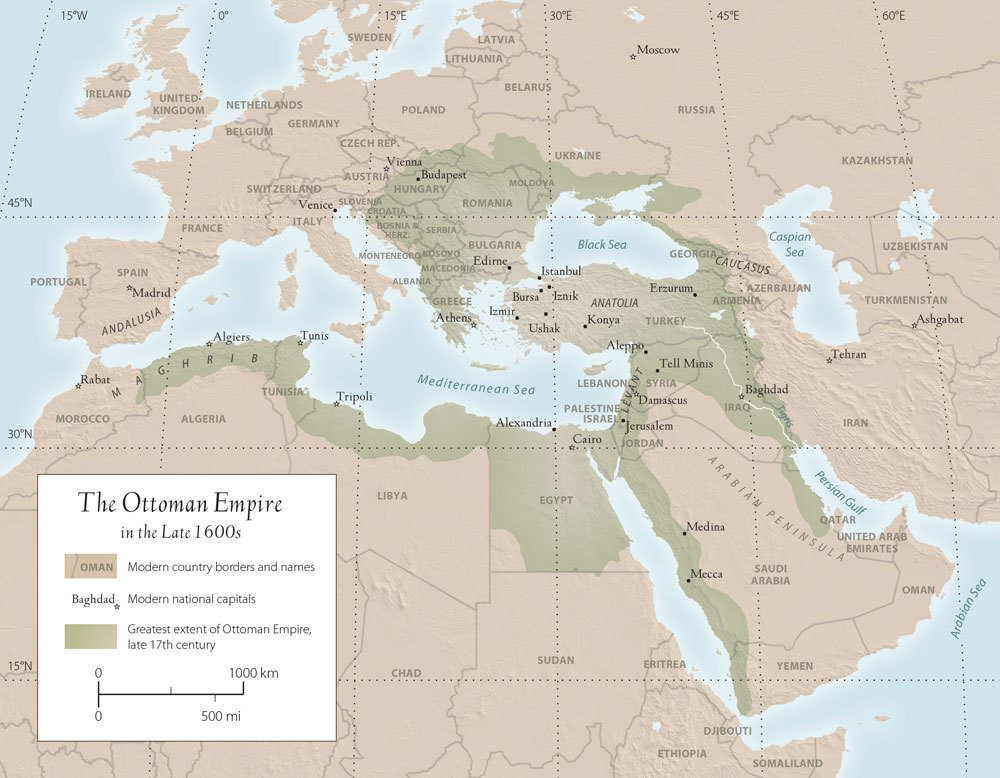 15°W
0°
15°E
30°E
45°E
60°E
SWEDEN
LATVIA
Moscow
LITHUANIA
IRELAND
UNITED
KINGDOM
NETHERLANDS
BELARUS
POLAND
RUSSIA
BELGIUM
GERMANY
CZECH REP.
UKRAINE
KAZAKHSTAN
Vienna
AUSTRIA
Budapest
SWITZERLAND
HUNGARY
MOLDOVA
45°N
Venice
SLOVENIA
ROMANIA
CROATIA
ITALY
FRANCE
BOSNIA &
HERZ.
SERBIA
Black Sea
Caspian
Sea
UZBEKISTAN
BULGARIA
MONTENEGRO
KOSOVO
GEORGIA
CAUCASUS
Edirne
MACEDONIA
Istanbul
PORTUGAL
SPAIN
ALBANIA
Madrid
Bursa
Iznik
Erzurum
ARMENIA
AZERBAIJAN
TURKMENISTAN
GREECE
ANATOLIA
Izmir
Athens
ANDALUSIA
Ushak
Konya
TURKEY
Ashgabat
Algiers
Tunis
Aleppo
Tehran
MAGHRIB
Tell Minis
Rabat
Mediterranean Sea
LEBANON
SYRIA
Baghdad
TUNISIA
Tripoli
LEVANT
Damascus
IRAQ
Tigris
MOROCCO
ALGERIA
PALESTINE
ISRAEL
Alexandria
Jerusalem
IRAN
30°N
Cairo
JORDAN
ARABIAN PENINSULA
Persian Gulf
LIBYA
EGYPT
QATAR
Medina
UNITED ARAB
EMIRATES
SAUDI
ARABIA
Mecca
OMAN
Arabian Sea
15°N
CHAD
SUDAN
ERITREA
YEMEN
DJIBOUTI
ETHIOPIA
SOMALILAND
The Ottoman Empire
in the Late 1600s
OMAN
Modern country borders and names
Baghdad
Modern national capitals
Greatest extent of Ottoman Empire,
late 17th century
0
1000 km
0
500 mi